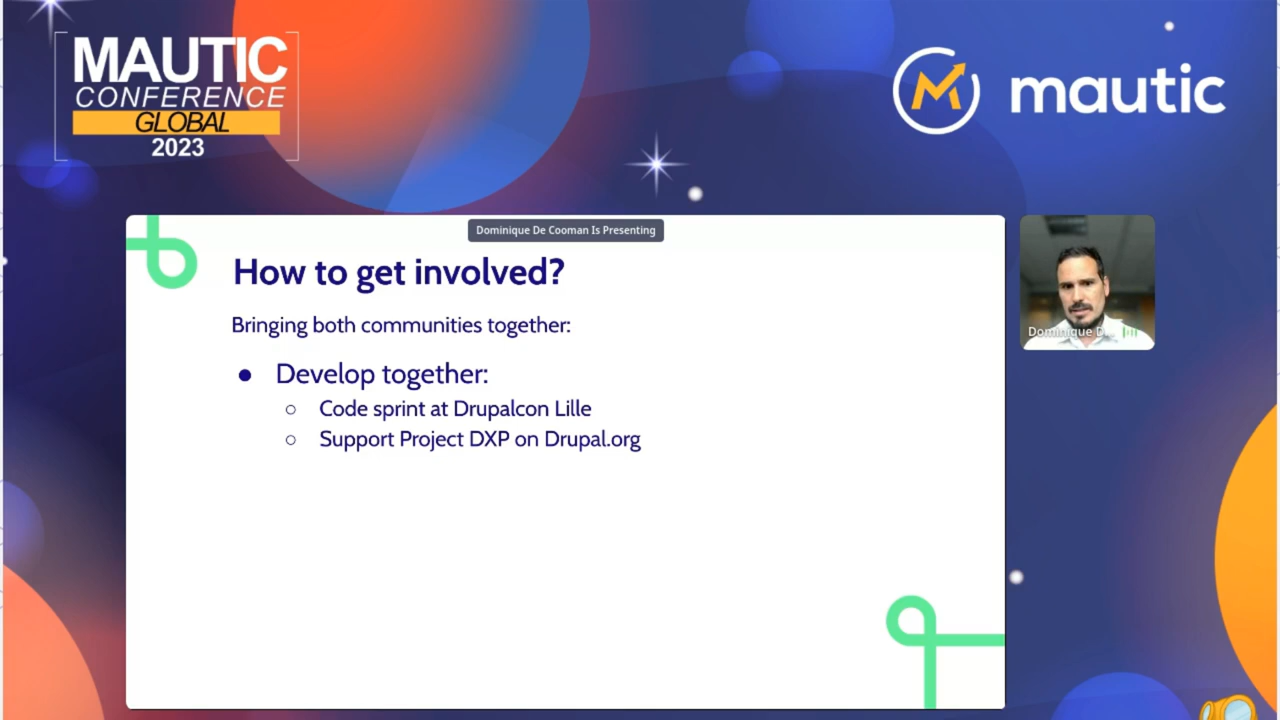 MAUTIC
CONFERENCE
GLOBAL
2023
mautic
Dominique De Cooman Is Presenting
How to get involved?
Bringing both communities together:
Develop together:
Code sprint at Drupalcon Lille
Support Project DXP on Drupal.org
Dominique D...